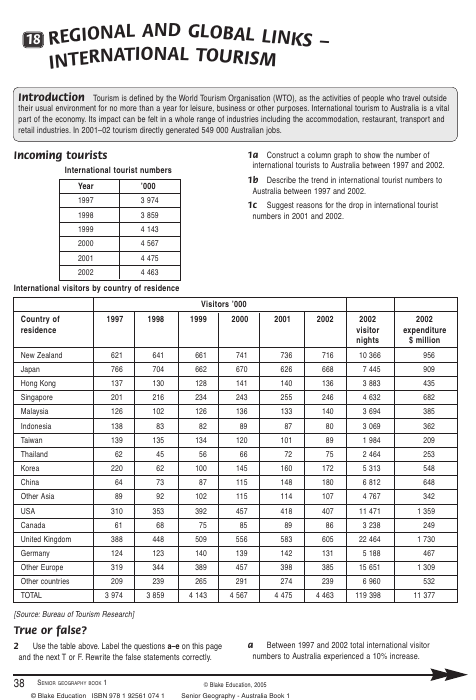 18 REGIONAL AND GLOBAL LINKS –
INTERNATIONAL TOURISM
Introduction Tourism is defined by the World Tourism Organisation (WTO), as the activities of people who travel outside
their usual environment for no more than a year for leisure, business or other purposes. International tourism to Australia is a vital
part of the economy. Its impact can be felt in a whole range of industries including the accommodation, restaurant, transport and
retail industries. In 2001–02 tourism directly generated 549 000 Australian jobs.
Incoming tourists
International tourist numbers
Year '000
1997 3 974
1998 3 859
1999 4 143
2000 4 567
2001 4 475
2002 4 463
1a Construct a column graph to show the number of
international tourists to Australia between 1997 and 2002.
1b Describe the trend in international tourist numbers to
Australia between 1997 and 2002.
1c Suggest reasons for the drop in international tourist
numbers in 2001 and 2002.
International visitors by country of residence
Visitors '000
Country of 1997 1998 1999 2000 2001 2002 2002 2002
residence visitor expenditure
nights $ million
New Zealand 621 641 661 741 736 716 10 366 956
Japan 766 704 662 670 626 668 7 445 909
Hong Kong 137 130 128 141 140 136 3 883 435
Singapore 201 216 234 243 255 246 4 632 682
Malaysia 126 102 126 136 133 140 3 694 385
Indonesia 138 83 82 89 87 80 3 069 362
Taiwan 139 135 134 120 101 89 1 984 209
Thailand 62 45 56 66 72 75 2 464 253
Korea 220 62 100 145 160 172 5 313 548
China 64 73 87 115 148 180 6 812 648
Other Asia 89 92 102 115 114 107 4 767 342
USA 310 353 392 457 418 407 11 471 1 359
Canada 61 68 75 85 89 86 3 238 249
United Kingdom 388 448 509 556 583 605 22 464 1 730
Germany 124 123 140 139 142 131 5 188 467
Other Europe 319 344 389 457 398 385 15 651 1 309
Other countries 209 239 265 291 274 239 6 960 532
TOTAL 3 974 3 859 4 143 4 567 4 475 4 463 119 398 11 377
[Source: Bureau of Tourism Research]
True or false?
2 Use the table above. Label the questions a–e on this page
and the next T or F. Rewrite the false statements correctly.
a Between 1997 and 2002 total international visitor
numbers to Australia experienced a 10% increase.
38 SENIOR GEOGRAPHY BOOK 1 © Blake Education, 2005
© Blake Education ISBN 978 1 92561 074 1 Senior Geography - Australia Book 1